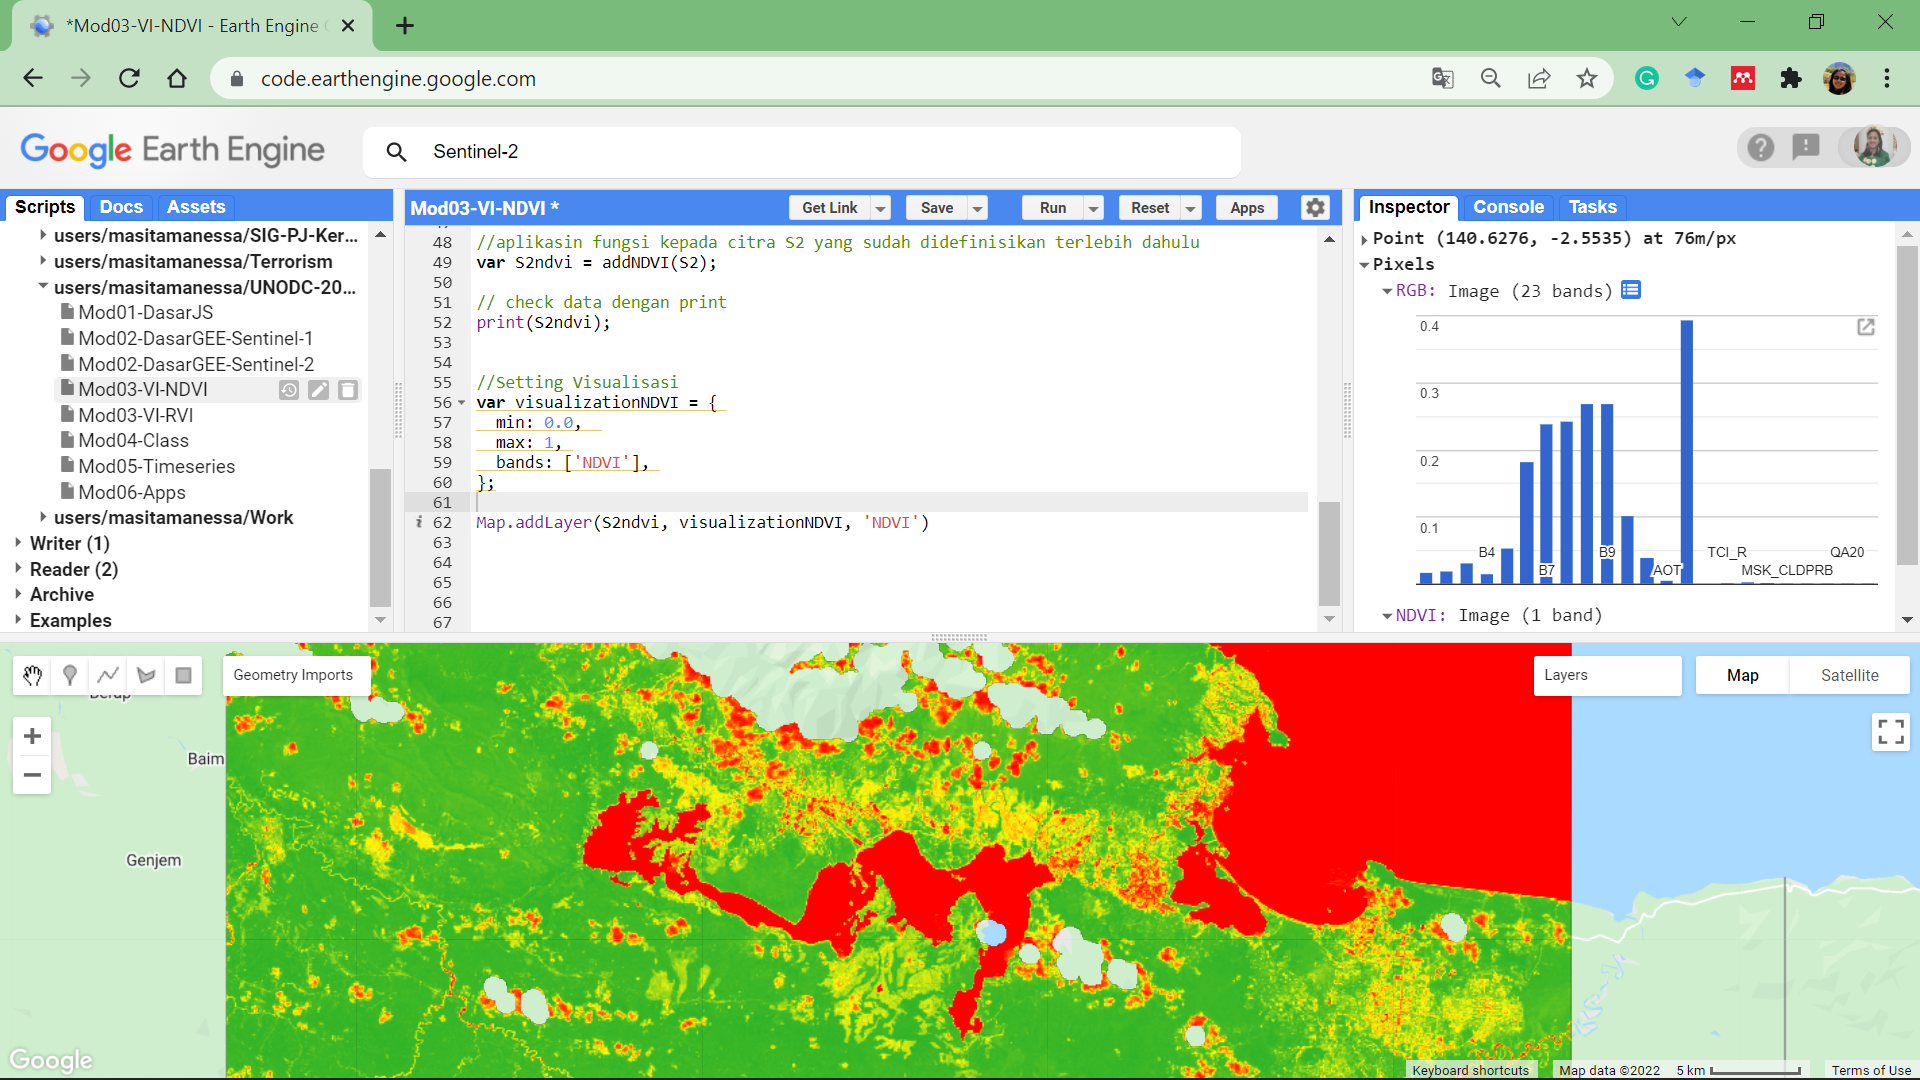 *Mod03-VI-NDVI - Earth Engine
code.earthengine.google.com
Google Earth Engine
Sentinel-2
Scripts
Docs
Assets
users/masitamanessa/SIG-PJ-Ker...
users/masitamanessa/Terrorism
users/masitamanessa/UNODC-20...
Mod01-DasarJS
Mod02-DasarGEE-Sentinel-1
Mod02-DasarGEE-Sentinel-2
Mod03-VI-NDVI
Mod03-VI-RVI
Mod04-Class
Mod05-Timeseries
Mod06-Apps
users/masitamanessa/Work
Writer (1)
Reader (2)
Archive
Examples
Mod03-VI-NDVI *
Get Link
Save
Run
Reset
Apps
48 //aplikasin fungsi kepada citra S2 yang sudah didefinisikan terlebih dahulu
49 var S2ndvi = addNDVI(S2);
50
51 // check data dengan print
52 print(S2ndvi);
53
54
55 //Setting Visualisasi
56 var visualizationNDVI = {
57 min: 0.0,
58 max: 1,
59 bands: ['NDVI'],
60 };
61
i 62 Map.addLayer(S2ndvi, visualizationNDVI, 'NDVI')
63
64
65
66
67
Inspector
Console
Tasks
Point (140.6276, -2.5535) at 76m/px
Pixels
RGB: Image (23 bands)
0.4
0.3
0.2
0.1
B4
B7
B9
AOT
TCI_R
MSK_CLDPRB
QA20
NDVI: Image (1 band)
Geometry Imports
Layers
Map
Satellite
+
−
Baim
Genjem
Google
Keyboard shortcuts
Map data ©2022
5 km
Terms of Use